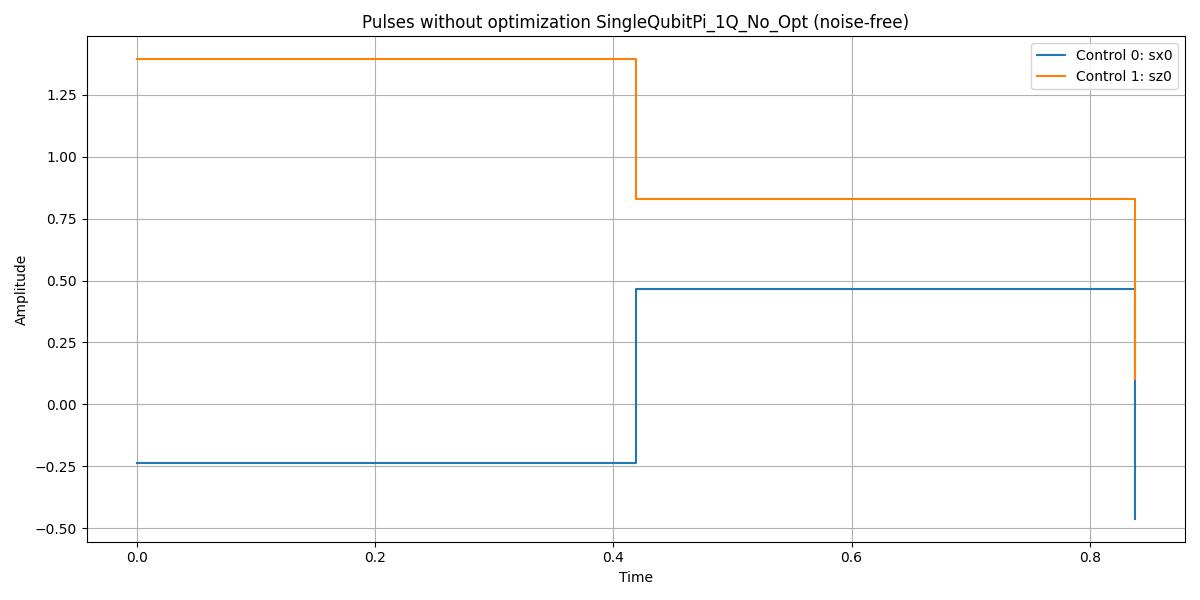 Pulses without optimization SingleQubitPi_1Q_No_Opt (noise-free)
Control 0: sx0
Control 1: sz0
Amplitude
1.25
1.00
0.75
0.50
0.25
0.00
−0.25
−0.50
0.0 0.2 0.4 0.6 0.8
Time